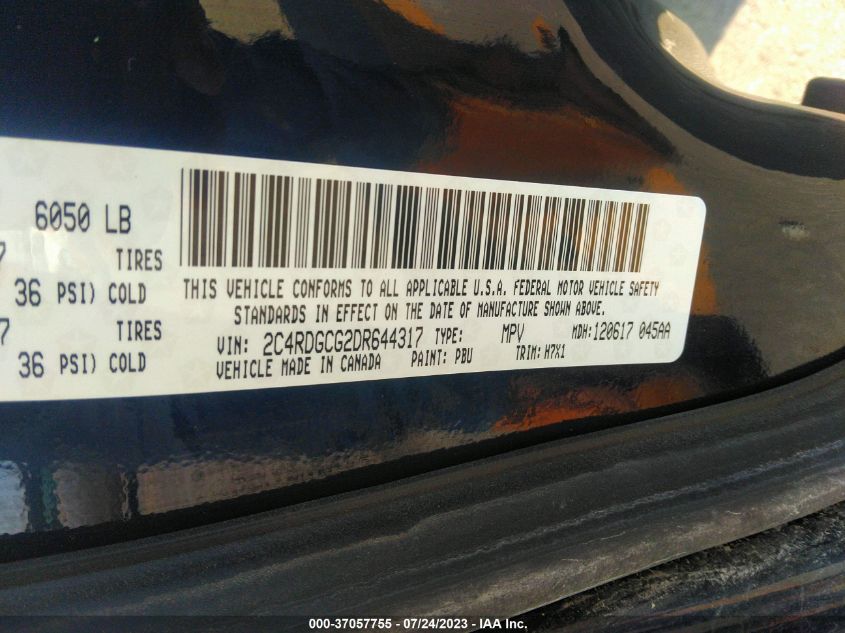 6050 LB
7 TIRES
36 PSI) COLD
7 TIRES
36 PSI) COLD
THIS VEHICLE CONFORMS TO ALL APPLICABLE U.S.A. FEDERAL MOTOR VEHICLE SAFETY
STANDARDS IN EFFECT ON THE DATE OF MANUFACTURE SHOWN ABOVE.
VIN: 2C4RDGCG2DR644317 TYPE: MPV MDH: 120617 045AA
VEHICLE MADE IN CANADA PAINT: PBU TRIM: H7X1
000-37057755 - 07/24/2023 - IAA Inc.